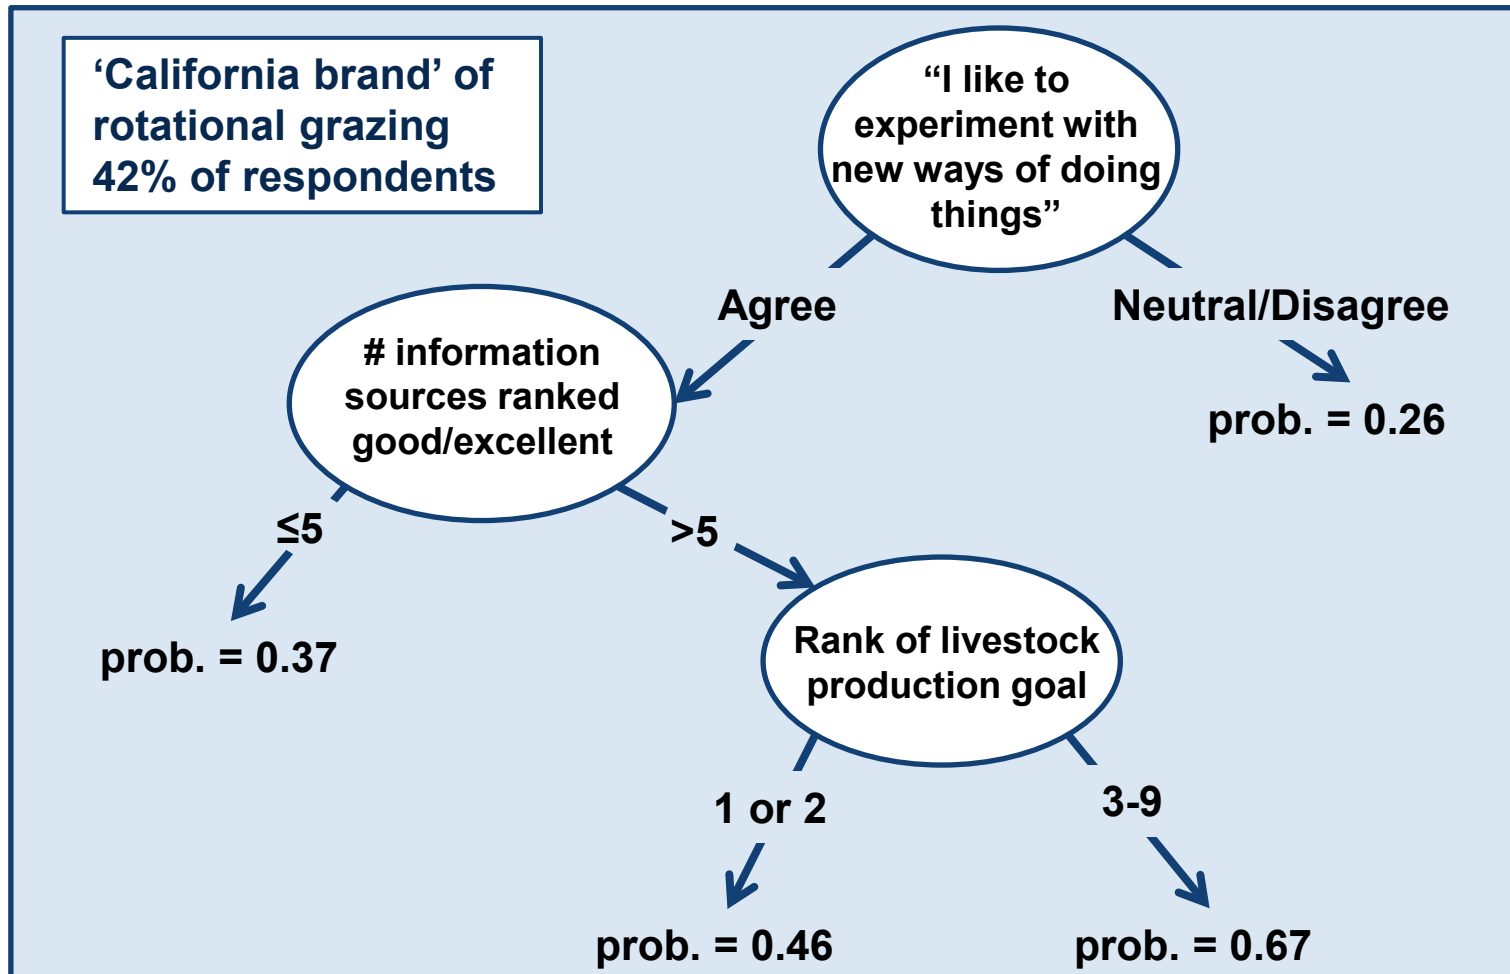 ‘California brand’ of
rotational grazing
42% of respondents
“I like to
experiment with
new ways of doing
things”
Agree
Neutral/Disagree
# information
sources ranked
good/excellent
prob. = 0.26
≤5
>5
prob. = 0.37
Rank of livestock
production goal
1 or 2
3-9
prob. = 0.46
prob. = 0.67